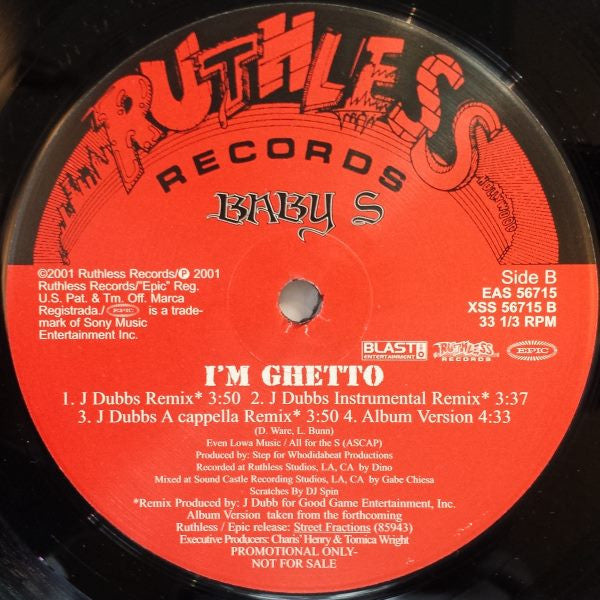 RUTHLESS
HOLLYWOOD
RECORDS
BABY S
©2001 Ruthless Records/℗ 2001
Ruthless Records/"Epic" Reg.
U.S. Pat. & Tm. Off. Marca
Registrada./ EPIC is a trade-
mark of Sony Music
Entertainment Inc.
Side B
EAS 56715
XSS 56715 B
33 1/3 RPM
BLAST
ENTERTAINMENT
RUTHLESS
RECORDS
EPIC
I'M GHETTO
1. J Dubbs Remix* 3:50 2. J Dubbs Instrumental Remix* 3:37
3. J Dubbs A cappella Remix* 3:50 4. Album Version 4:33
(D. Ware, L. Bunn)
Even Lowa Music / All for the S (ASCAP)
Produced by: Step for Whodidabeat Productions
Recorded at Ruthless Studios, LA, CA by Dino
Mixed at Sound Castle Recording Studios, LA, CA by Gabe Chiesa
Scratches By DJ Spin
*Remix Produced by: J Dubb for Good Game Entertainment, Inc.
Album Version taken from the forthcoming
Ruthless / Epic release: Street Fractions (85943)
Executive Producers: Charis' Henry & Tomica Wright
PROMOTIONAL ONLY-
NOT FOR SALE